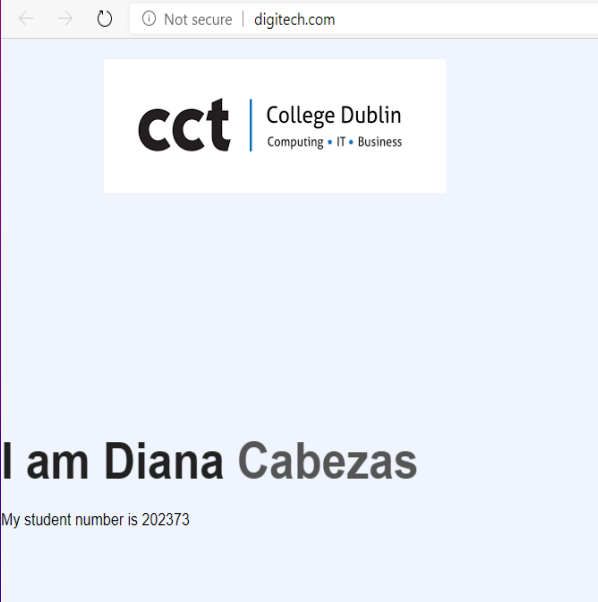 Not secure | digitech.com
cct
College Dublin
Computing • IT • Business
I am Diana Cabezas
My student number is 202373